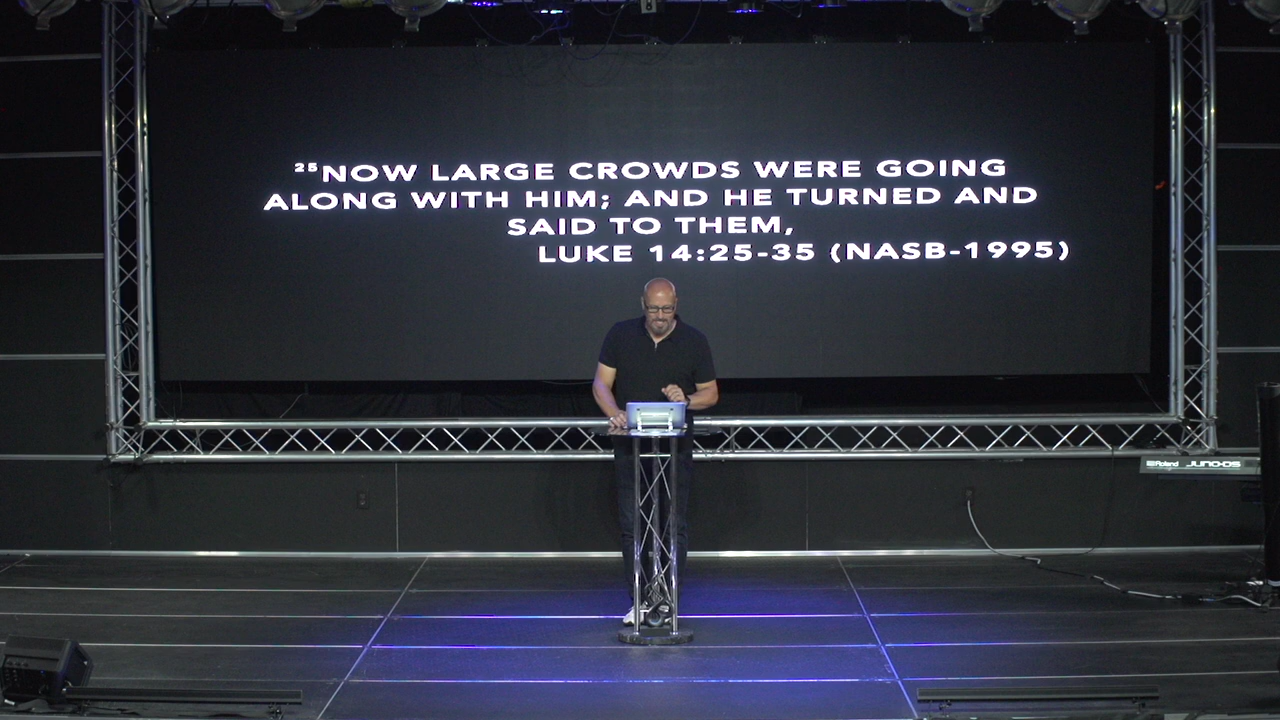 ²⁵NOW LARGE CROWDS WERE GOING
ALONG WITH HIM; AND HE TURNED AND
SAID TO THEM,
LUKE 14:25-35 (NASB-1995)
Roland JUNO-DS